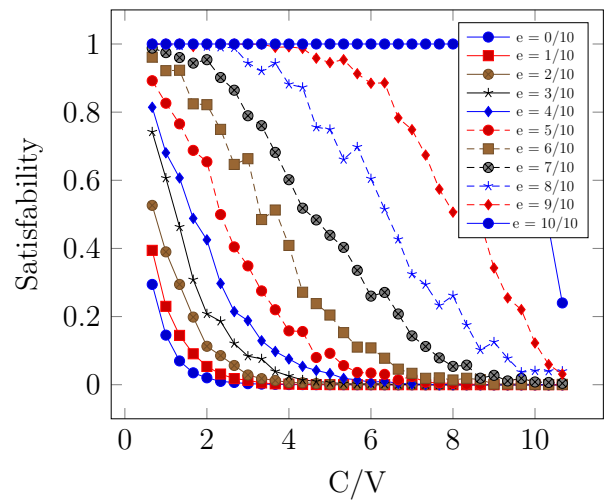 1
0.8
0.6
0.4
0.2
0
Satisfability
0 2 4 6 8 10
C/V
e = 0/10
e = 1/10
e = 2/10
e = 3/10
e = 4/10
e = 5/10
e = 6/10
e = 7/10
e = 8/10
e = 9/10
e = 10/10